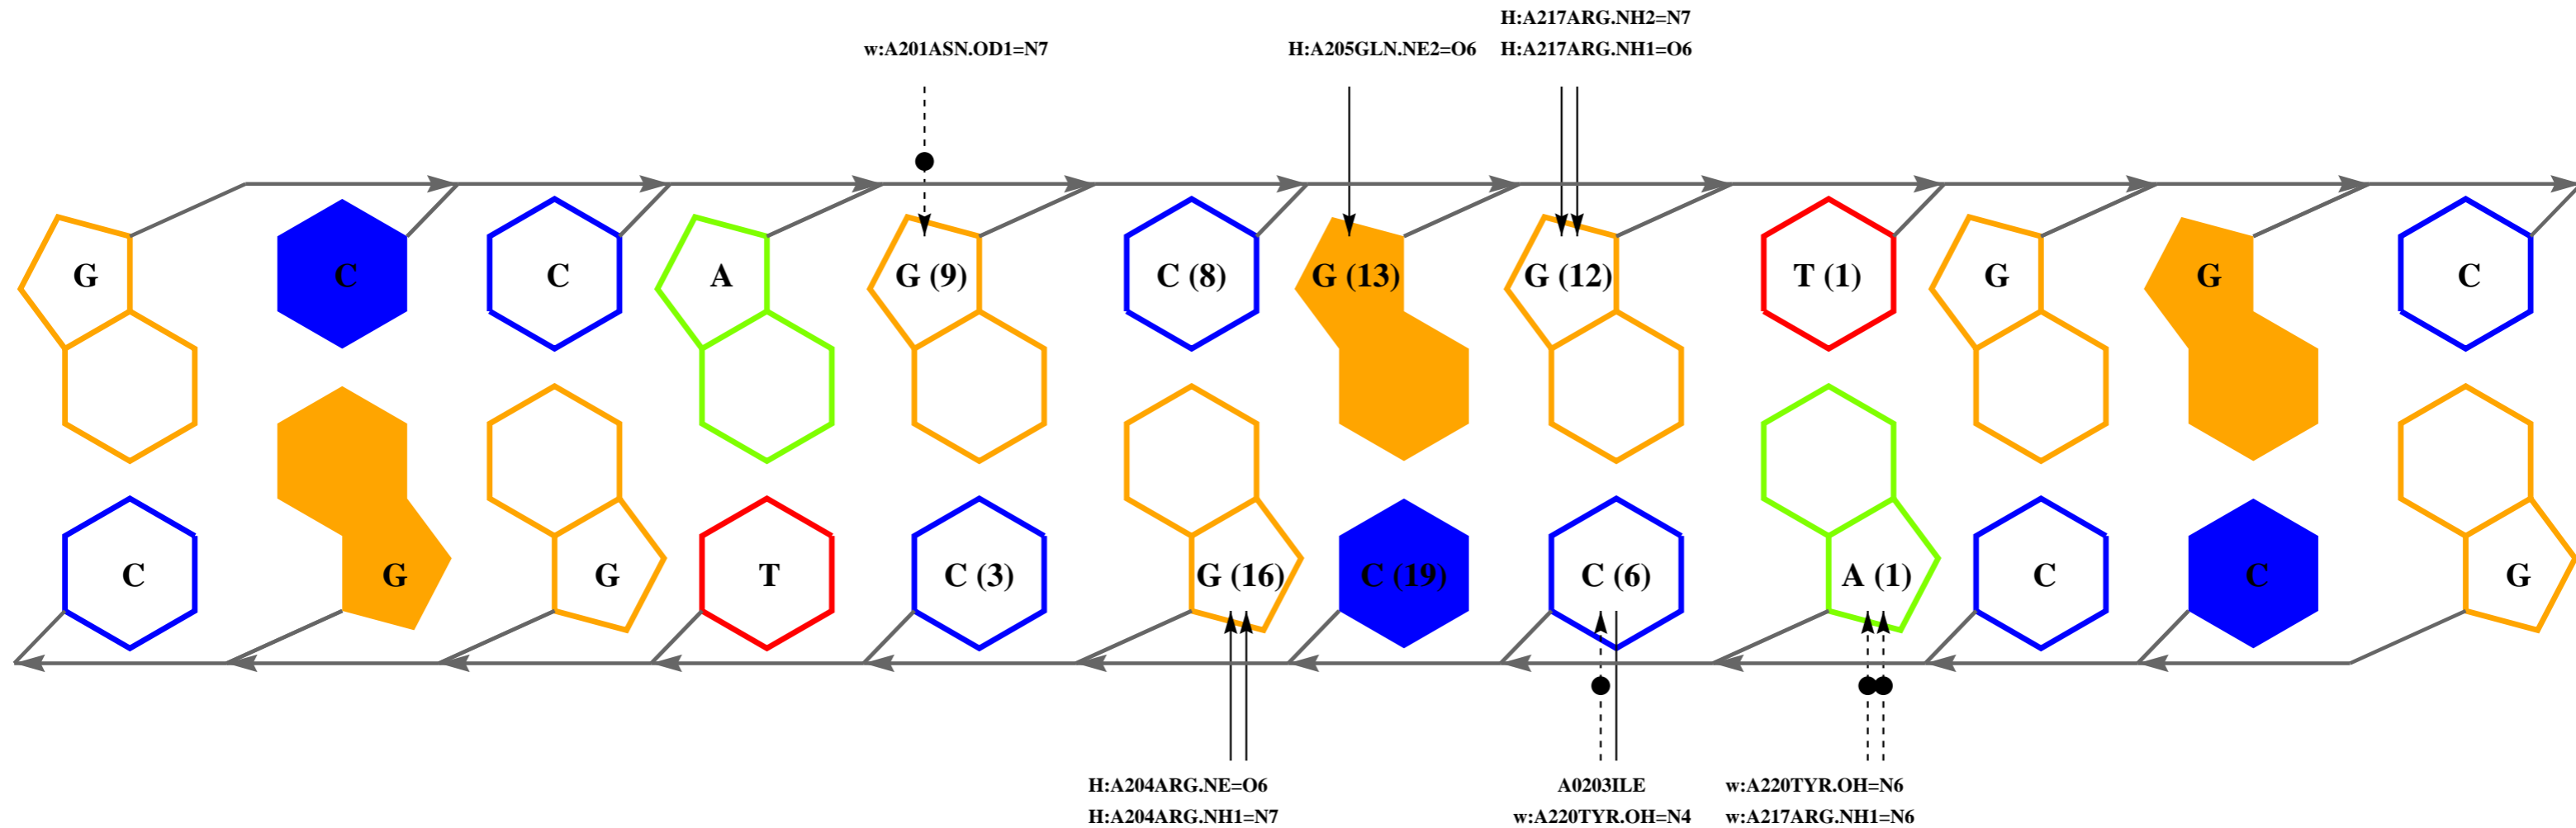 H:A217ARG.NH2=N7
w:A201ASN.OD1=N7 H:A205GLN.NE2=O6 H:A217ARG.NH1=O6
G C C A G (9) C (8) G (13) G (12) T (1) G G C
C G G T C (3) G (16) C (19) C (6) A (1) C C G
H:A204ARG.NE=O6 A0203ILE w:A220TYR.OH=N6
H:A204ARG.NH1=N7 w:A220TYR.OH=N4 w:A217ARG.NH1=N6